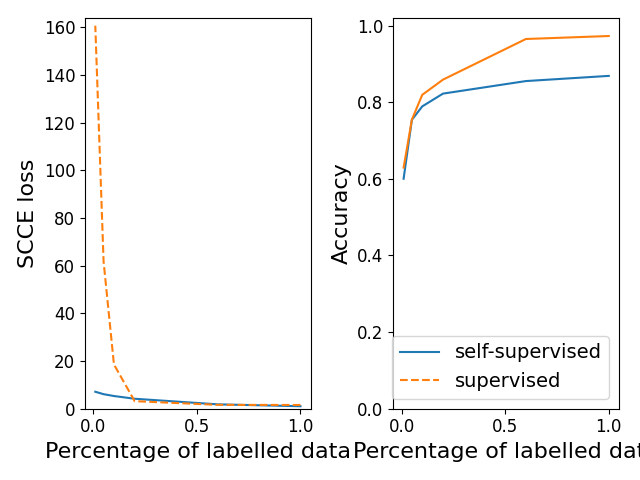 160
140
120
100
80
60
40
20
0
SCCE loss
0.0 0.5 1.0
Percentage of labelled data
1.0
0.8
0.6
0.4
0.2
0.0
Accuracy
self-supervised
supervised
0.0 0.5 1.0
Percentage of labelled dat